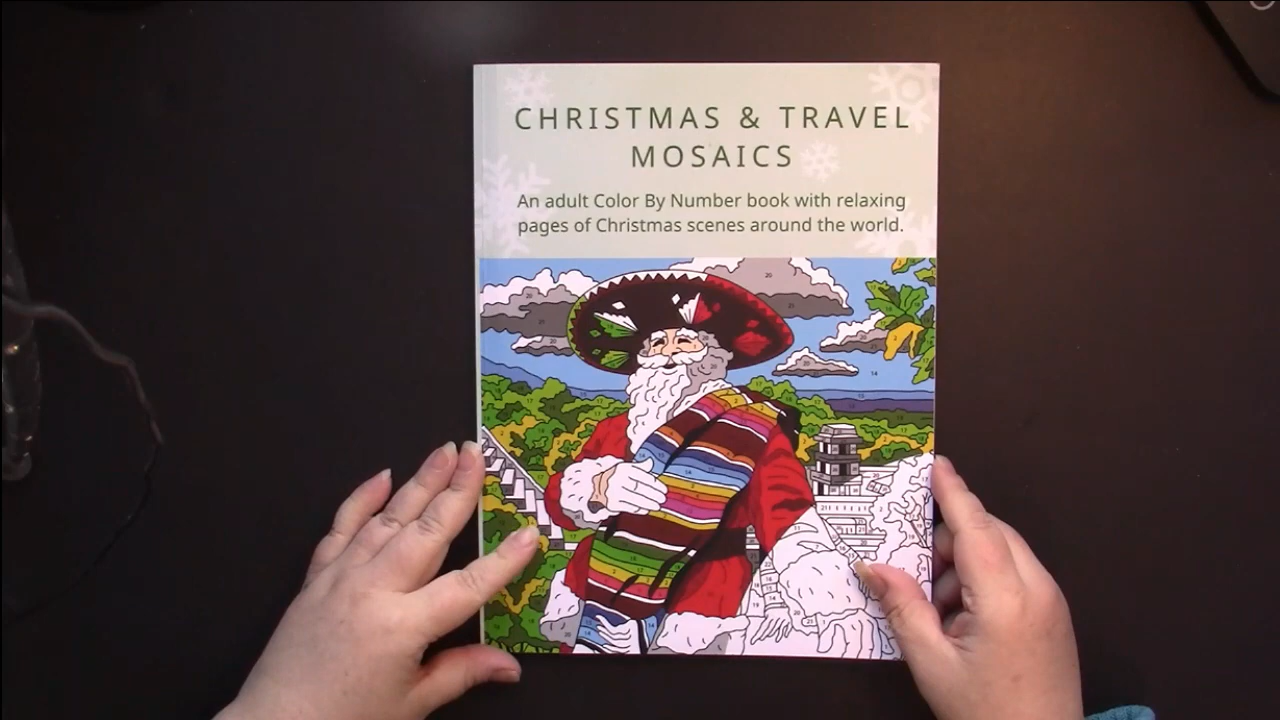 CHRISTMAS & TRAVEL
MOSAICS
An adult Color By Number book with relaxing
pages of Christmas scenes around the world.